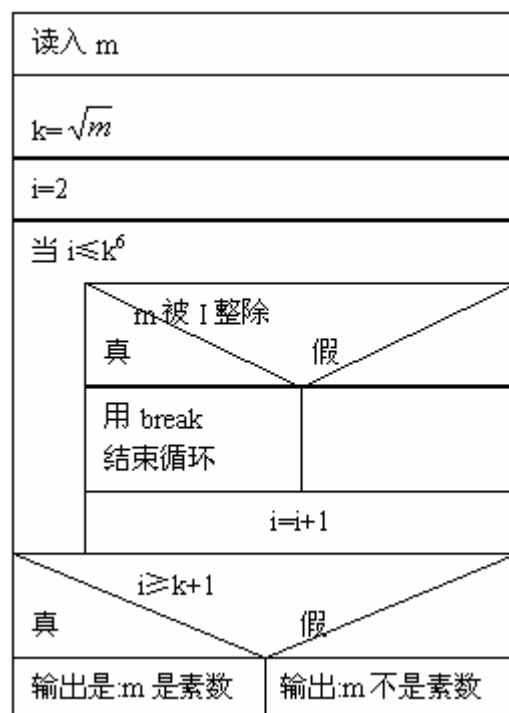 读入 m
k=√m
i=2
当 i≤k⁶
m 被 I 整除
真 假
用 break
结束循环
i=i+1
i≥k+1
真 假
输出是:m 是素数 输出:m 不是素数